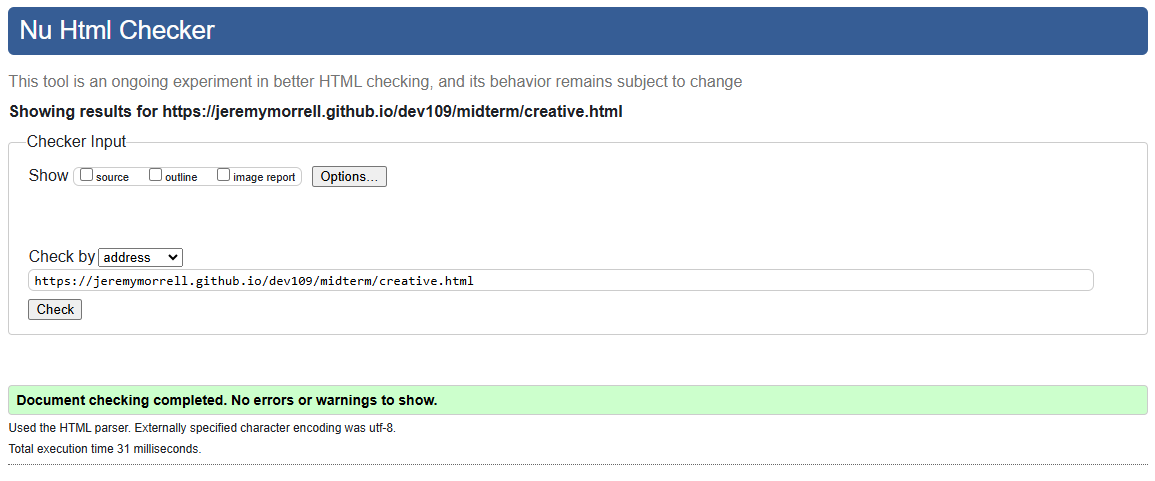 Nu Html Checker
This tool is an ongoing experiment in better HTML checking, and its behavior remains subject to change
Showing results for https://jeremymorrell.github.io/dev109/midterm/creative.html
Checker Input
Show source outline image report Options...
Check by address
https://jeremymorrell.github.io/dev109/midterm/creative.html
Check
Document checking completed. No errors or warnings to show.
Used the HTML parser. Externally specified character encoding was utf-8.
Total execution time 31 milliseconds.